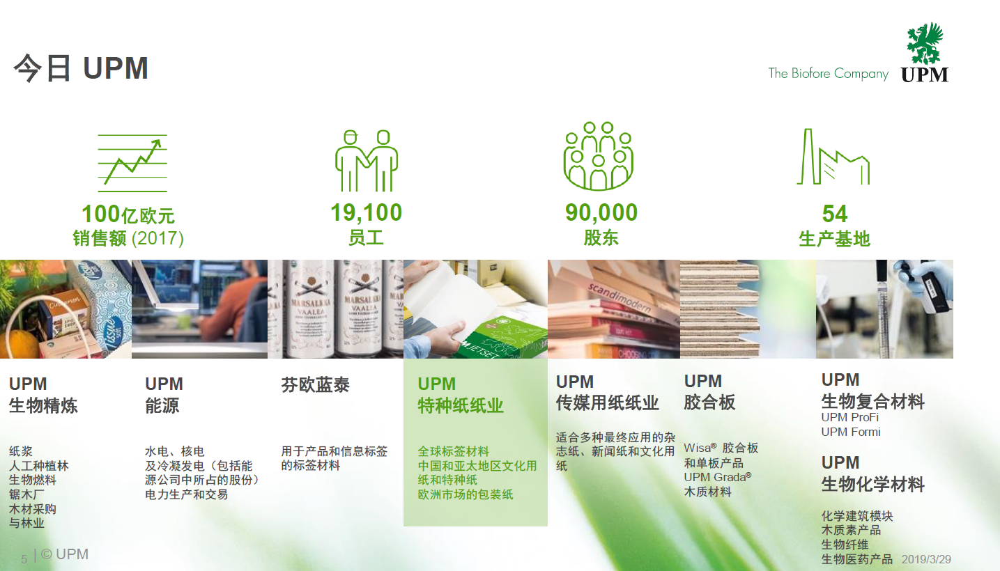 今日 UPM
The Biofore Company
UPM
100亿欧元
销售额 (2017)
19,100
员工
90,000
股东
54
生产基地
Cinnamon
EPIC
SHOP
MARSALKKA
VAALEA
MARSALKKA
VAALEA
JETSET
scandimodern
CHOOSING
UPM
生物精炼
纸浆
人工种植林
生物燃料
锯木厂
木材采购
与林业
UPM
能源
水电、核电
及冷凝发电（包括能
源公司中所占的股份）
电力生产和交易
芬欧蓝泰
用于产品和信息标签
的标签材料
UPM
特种纸纸业
全球标签材料
中国和亚太地区文化用
纸和特种纸
欧洲市场的包装纸
UPM
传媒用纸纸业
适合多种最终应用的杂
志纸、新闻纸和文化用
纸
UPM
胶合板
Wisa® 胶合板
和单板产品
UPM Grada®
木质材料
UPM
生物复合材料
UPM ProFi
UPM Formi
UPM
生物化学材料
化学建筑模块
木质素产品
生物纤维
生物医药产品
5 | © UPM
2019/3/29